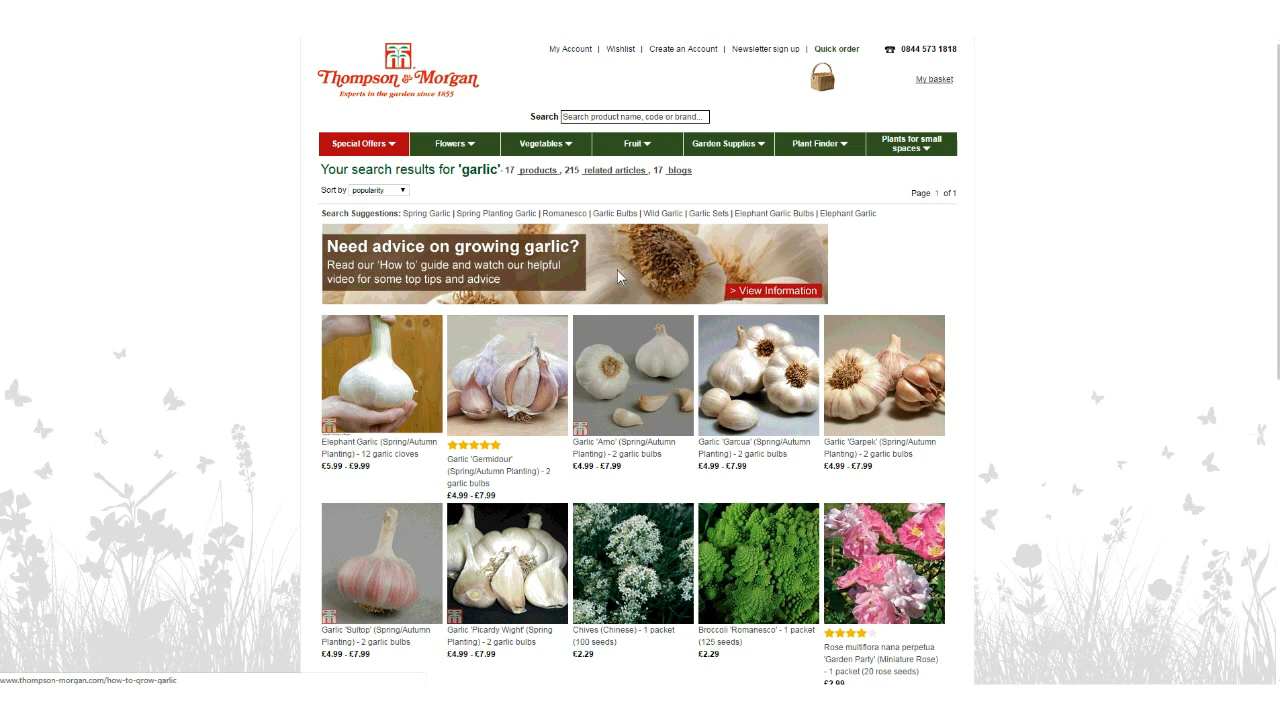 My Account | Wishlist | Create an Account | Newsletter sign up | Quick order 0844 573 1818
Thompson & Morgan
Experts in the garden since 1855
My basket
Search Search product name, code or brand...
Special Offers Flowers Vegetables Fruit Garden Supplies Plant Finder Plants for small spaces
Your search results for 'garlic'- 17 products , 215 related articles , 17 blogs
Sort by popularity
Page 1 of 1
Search Suggestions: Spring Garlic | Spring Planting Garlic | Romanesco | Garlic Bulbs | Wild Garlic | Garlic Sets | Elephant Garlic Bulbs | Elephant Garlic
Need advice on growing garlic?
Read our 'How to' guide and watch our helpful
video for some top tips and advice
> View Information
Elephant Garlic (Spring/Autumn
Planting) - 12 garlic cloves
£5.99 - £9.99
Garlic 'Germidour'
(Spring/Autumn Planting) - 2
garlic bulbs
£4.99 - £7.99
Garlic 'Arno' (Spring/Autumn
Planting) - 2 garlic bulbs
£4.99 - £7.99
Garlic 'Garcua' (Spring/Autumn
Planting) - 2 garlic bulbs
£4.99 - £7.99
Garlic 'Garpek' (Spring/Autumn
Planting) - 2 garlic bulbs
£4.99 - £7.99
Garlic 'Sultop' (Spring/Autumn
Planting) - 2 garlic bulbs
£4.99 - £7.99
Garlic 'Picardy Wight' (Spring
Planting) - 2 garlic bulbs
£4.99 - £7.99
Chives (Chinese) - 1 packet
(100 seeds)
£2.29
Broccoli 'Romanesco' - 1 packet
(125 seeds)
£2.29
Rose multiflora nana perpetua
'Garden Party' (Miniature Rose)
- 1 packet (20 rose seeds)
£2.99
www.thompson-morgan.com/how-to-grow-garlic